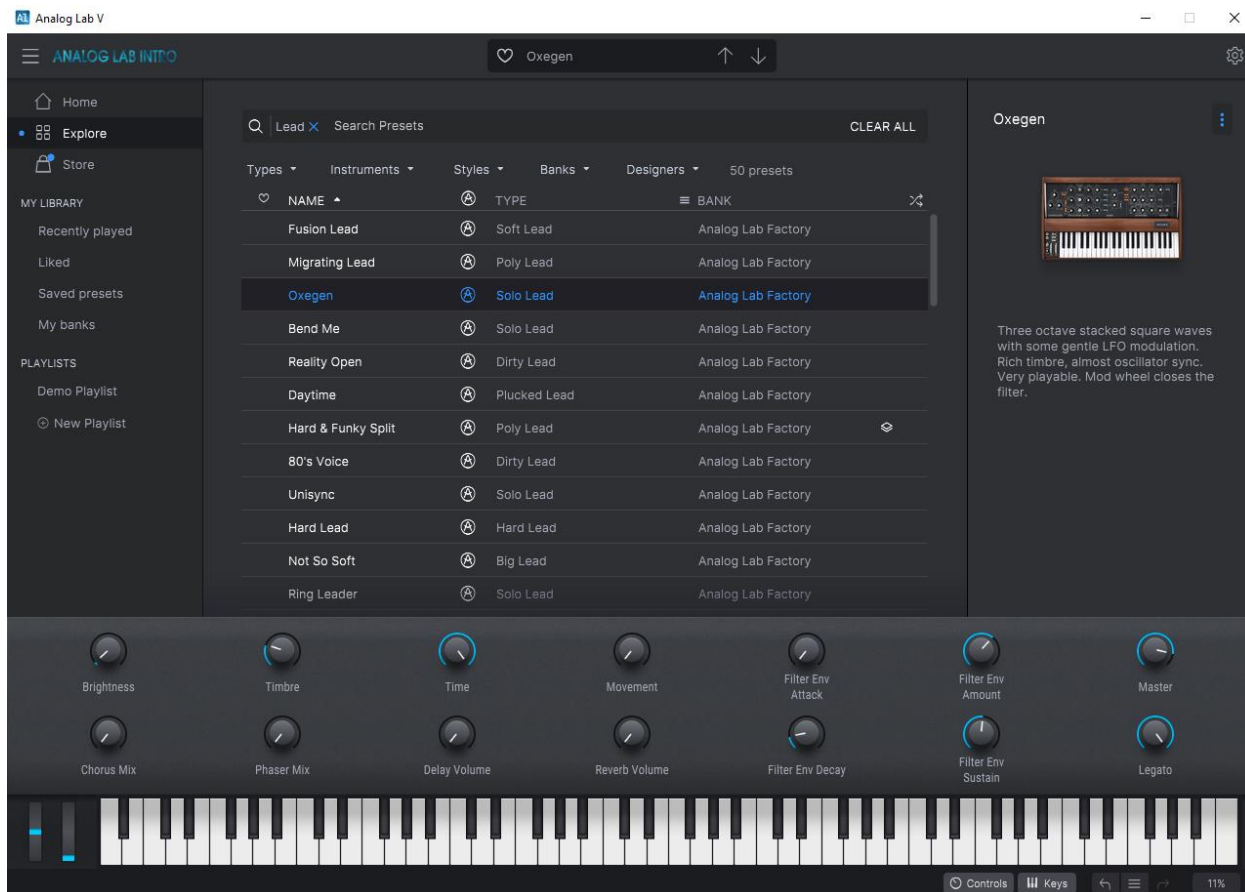 Analog Lab V
ANALOG LAB INTRO
Oxegen
Home
Explore
Store
MY LIBRARY
Recently played
Liked
Saved presets
My banks
PLAYLISTS
Demo Playlist
New Playlist
Lead Search Presets CLEAR ALL
Types Instruments Styles Banks Designers 50 presets
NAME TYPE BANK
Fusion Lead Soft Lead Analog Lab Factory
Migrating Lead Poly Lead Analog Lab Factory
Oxegen Solo Lead Analog Lab Factory
Bend Me Solo Lead Analog Lab Factory
Reality Open Dirty Lead Analog Lab Factory
Daytime Plucked Lead Analog Lab Factory
Hard & Funky Split Poly Lead Analog Lab Factory
80's Voice Dirty Lead Analog Lab Factory
Unisync Solo Lead Analog Lab Factory
Hard Lead Hard Lead Analog Lab Factory
Not So Soft Big Lead Analog Lab Factory
Ring Leader Solo Lead Analog Lab Factory
Oxegen
Three octave stacked square waves
with some gentle LFO modulation.
Rich timbre, almost oscillator sync.
Very playable. Mod wheel closes the
filter.
Brightness
Timbre
Time
Movement
Filter Env
Attack
Filter Env
Amount
Master
Chorus Mix
Phaser Mix
Delay Volume
Reverb Volume
Filter Env Decay
Filter Env
Sustain
Legato
Controls Keys 11%